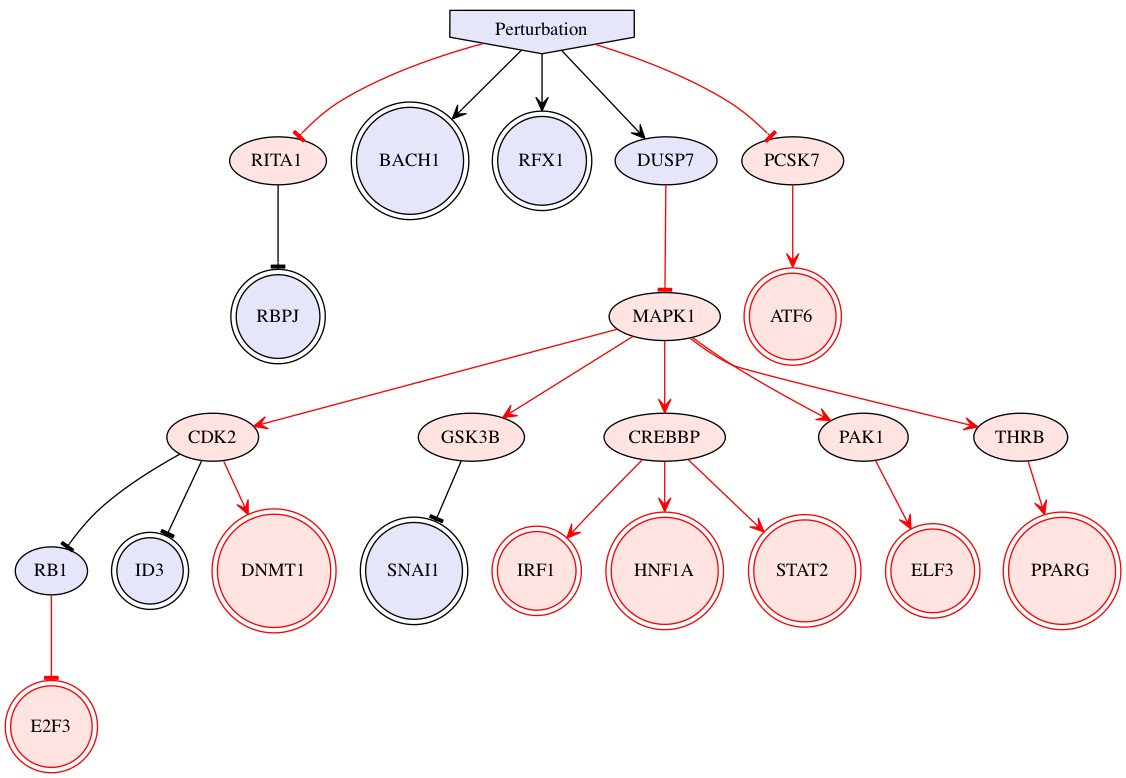 Perturbation
RITA1
BACH1
RFX1
DUSP7
PCSK7
RBPJ
MAPK1
ATF6
CDK2
GSK3B
CREBBP
PAK1
THRB
RB1
ID3
DNMT1
SNAI1
IRF1
HNF1A
STAT2
ELF3
PPARG
E2F3